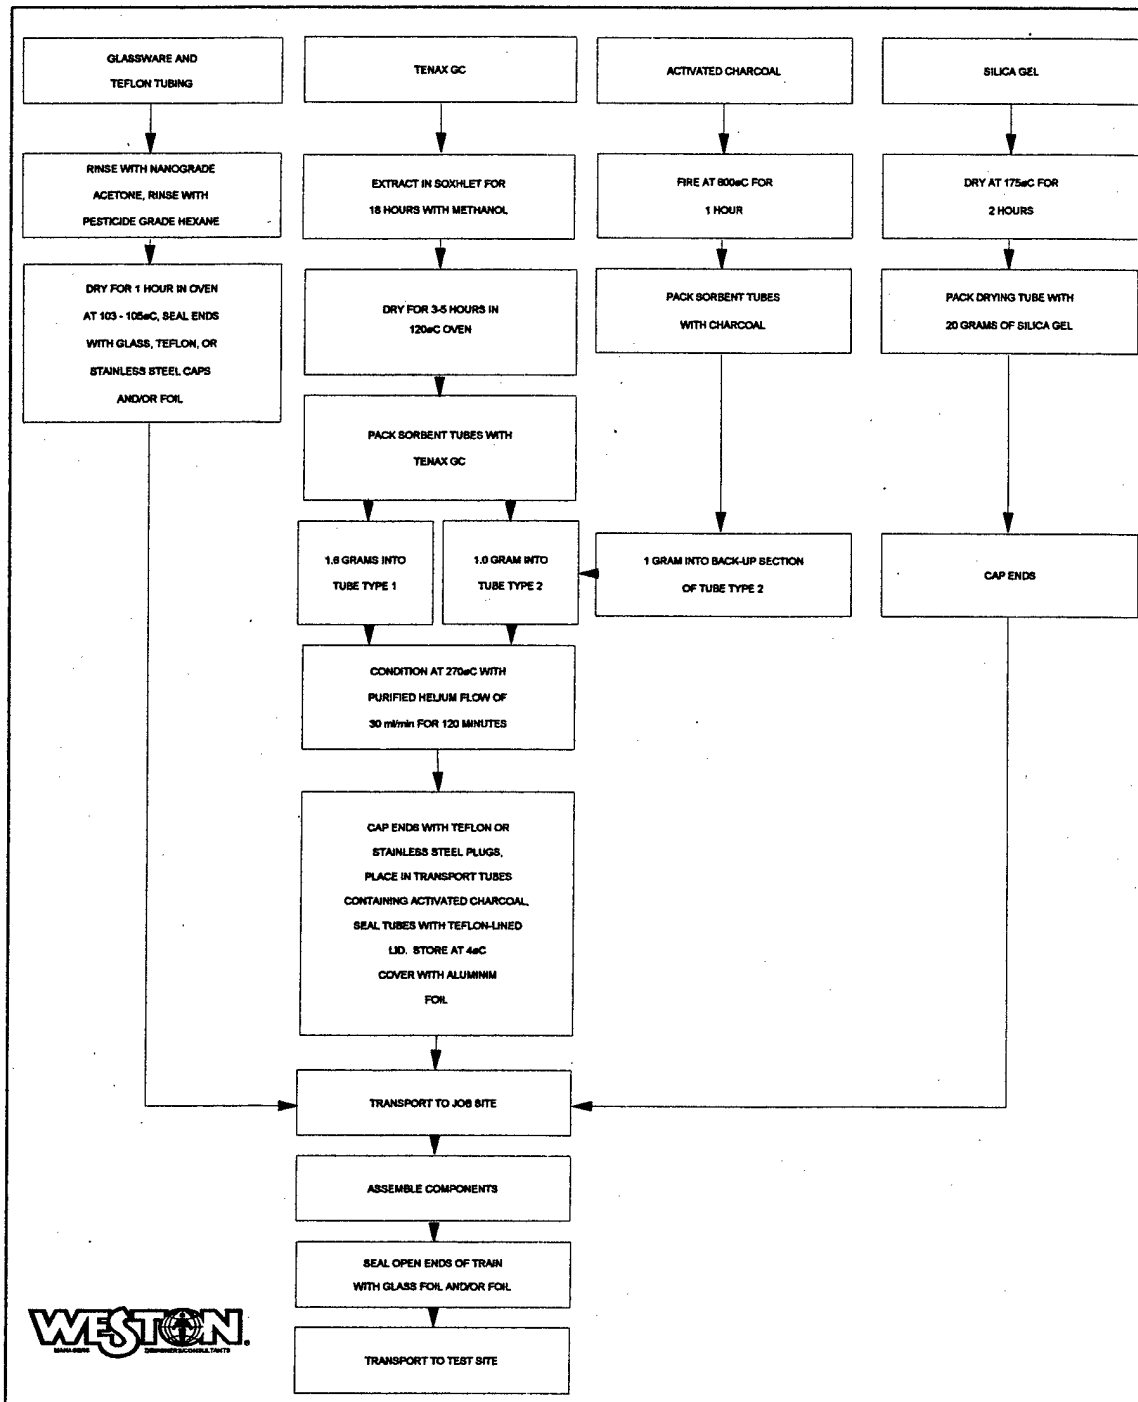 GLASSWARE AND
TEFLON TUBING
TENAX GC
ACTIVATED CHARCOAL
SILICA GEL
RINSE WITH NANOGRADE
ACETONE, RINSE WITH
PESTICIDE GRADE HEXANE
EXTRACT IN SOXHLET FOR
18 HOURS WITH METHANOL
FIRE AT 600øC FOR
1 HOUR
DRY AT 175øC FOR
2 HOURS
DRY FOR 1 HOUR IN OVEN
AT 103 - 105øC, SEAL ENDS
WITH GLASS, TEFLON, OR
STAINLESS STEEL CAPS
AND/OR FOIL
DRY FOR 3-5 HOURS IN
120øC OVEN
PACK SORBENT TUBES
WITH CHARCOAL
PACK DRYING TUBE WITH
20 GRAMS OF SILICA GEL
PACK SORBENT TUBES WITH
TENAX GC
1.6 GRAMS INTO
TUBE TYPE 1
1.0 GRAM INTO
TUBE TYPE 2
1 GRAM INTO BACK-UP SECTION
OF TUBE TYPE 2
CAP ENDS
CONDITION AT 270øC WITH
PURIFIED HELIUM FLOW OF
30 ml/min FOR 120 MINUTES
CAP ENDS WITH TEFLON OR
STAINLESS STEEL PLUGS,
PLACE IN TRANSPORT TUBES
CONTAINING ACTIVATED CHARCOAL,
SEAL TUBES WITH TEFLON-LINED
LID. STORE AT 4øC
COVER WITH ALUMINIM
FOIL
TRANSPORT TO JOB SITE
ASSEMBLE COMPONENTS
SEAL OPEN ENDS OF TRAIN
WITH GLASS FOIL AND/OR FOIL
TRANSPORT TO TEST SITE
WESTON
MANAGERS DESIGNERS/CONSULTANTS